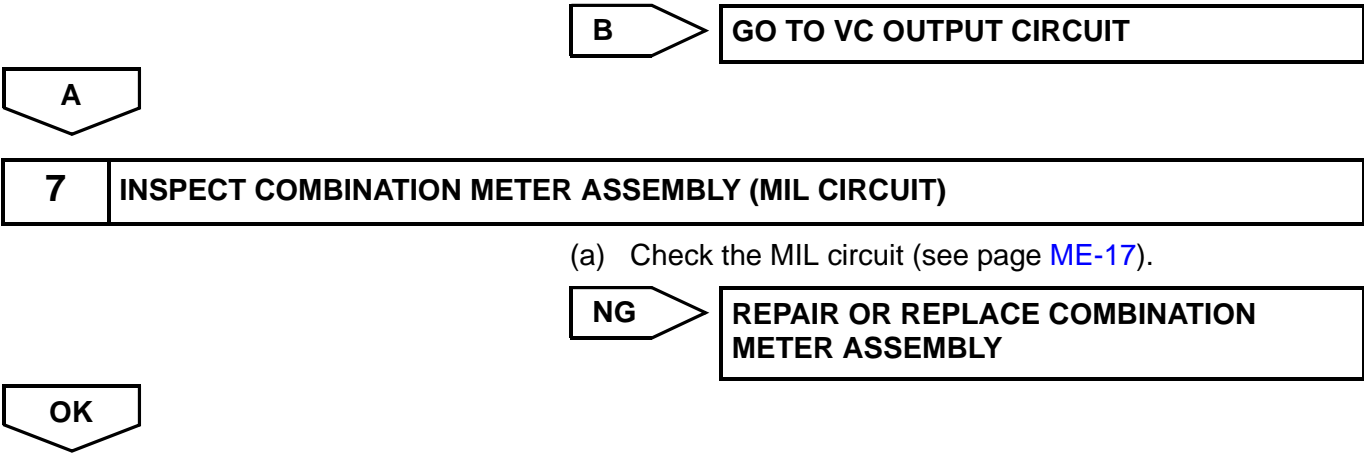 B GO TO VC OUTPUT CIRCUIT
A
7 INSPECT COMBINATION METER ASSEMBLY (MIL CIRCUIT)
(a) Check the MIL circuit (see page ME-17).
NG REPAIR OR REPLACE COMBINATION
METER ASSEMBLY
OK